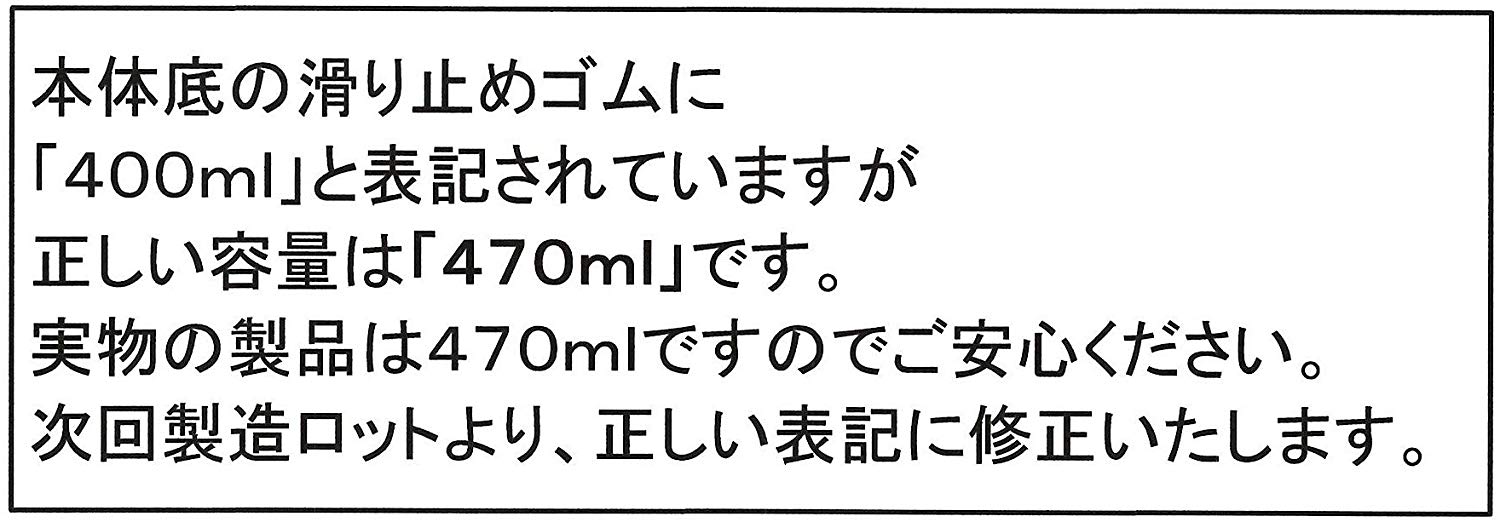 本体底の滑り止めゴムに
「400ml」と表記されていますが
正しい容量は「470ml」です。
実物の製品は470mlですのでご安心ください。
次回製造ロットより、正しい表記に修正いたします。